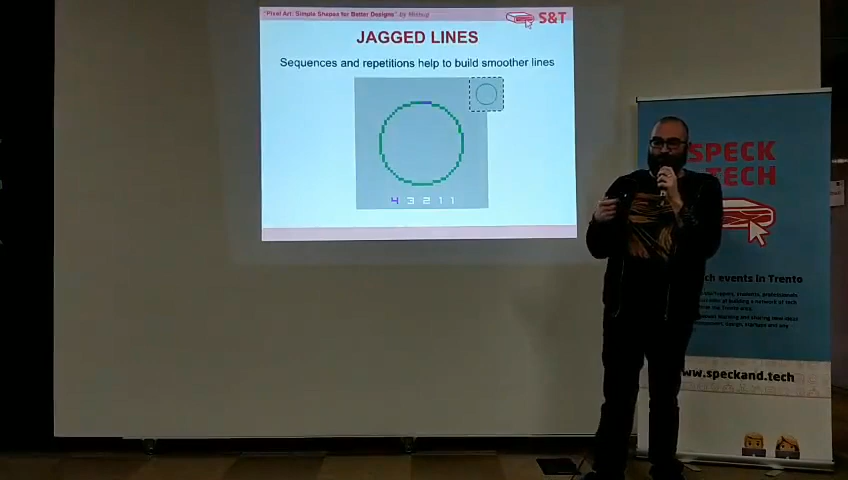 "Pixel Art: Simple Shapes for Better Designs" by
S&T
JAGGED LINES
Sequences and repetitions help to build smoother lines
4 3 2 1 1
SPECK
TECH
ch events in Trento
www.speckand.tech